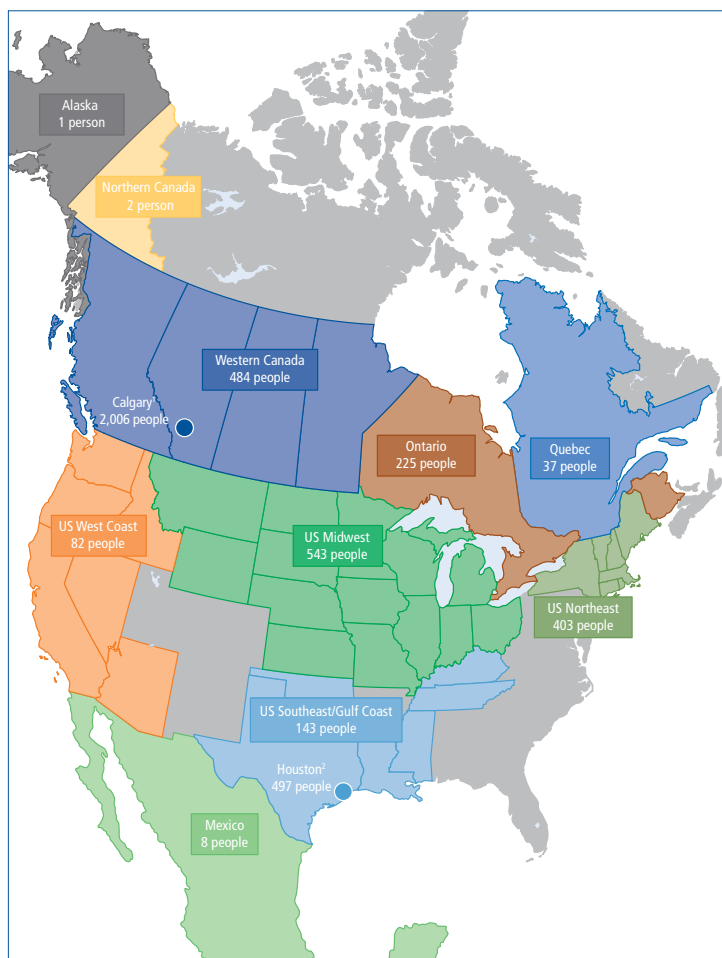 Alaska
1 person
Northern Canada
2 person
Western Canada
484 people
Calgary¹
2,006 people
Ontario
225 people
Quebec
37 people
US West Coast
82 people
US Midwest
543 people
US Northeast
403 people
US Southeast/Gulf Coast
143 people
Houston²
497 people
Mexico
8 people